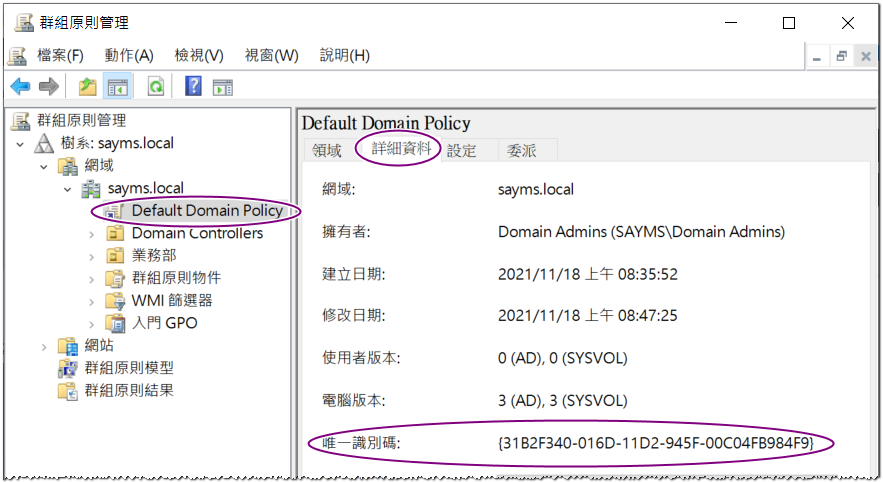 群組原則管理
檔案(F) 動作(A) 檢視(V) 視窗(W) 說明(H)
群組原則管理
樹系: sayms.local
網域
sayms.local
Default Domain Policy
Domain Controllers
業務部
群組原則物件
WMI 篩選器
入門 GPO
網站
群組原則模型
群組原則結果
Default Domain Policy
領域 詳細資料 設定 委派
網域: sayms.local
擁有者: Domain Admins (SAYMS\Domain Admins)
建立日期: 2021/11/18 上午 08:35:52
修改日期: 2021/11/18 上午 08:47:25
使用者版本: 0 (AD), 0 (SYSVOL)
電腦版本: 3 (AD), 3 (SYSVOL)
唯一識別碼: {31B2F340-016D-11D2-945F-00C04FB984F9}